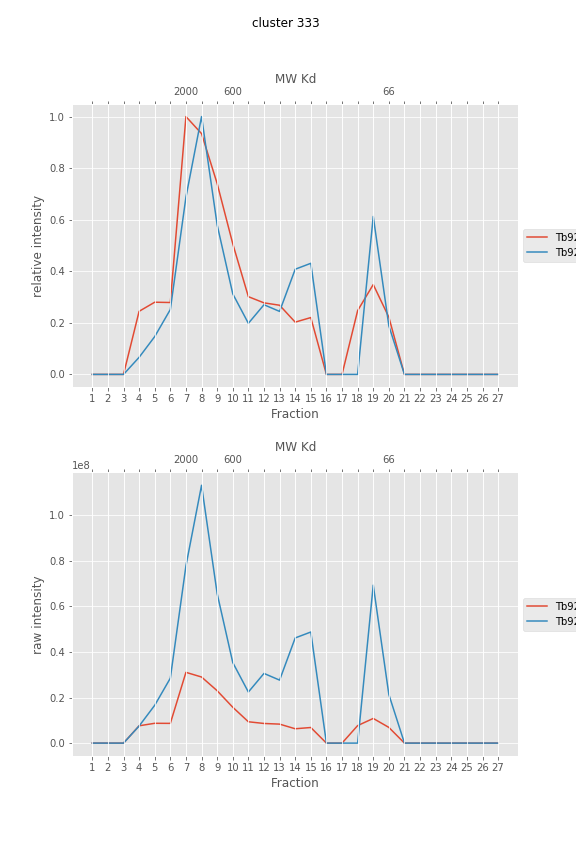 cluster 333
MW Kd
2000 600 66
1.0
0.8
0.6
0.4
0.2
0.0
relative intensity
Tb92
Tb92
1 2 3 4 5 6 7 8 9 10 11 12 13 14 15 16 17 18 19 20 21 22 23 24 25 26 27
Fraction
MW Kd
1e8
2000 600 66
1.0
0.8
0.6
0.4
0.2
0.0
raw intensity
Tb92
Tb92
1 2 3 4 5 6 7 8 9 10 11 12 13 14 15 16 17 18 19 20 21 22 23 24 25 26 27
Fraction